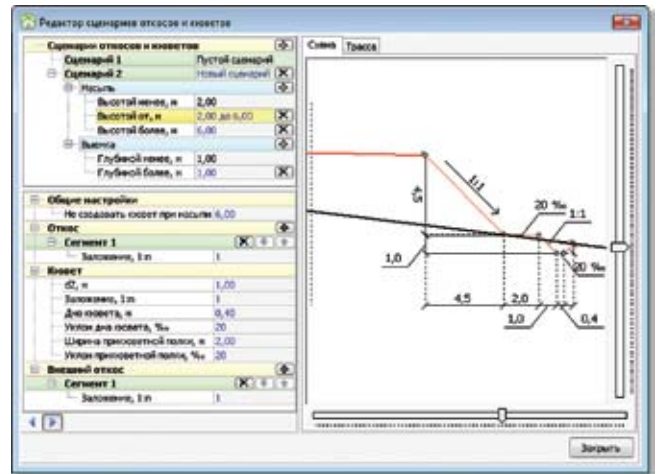 Редактор сценариев откосов и кюветов
Сценарии откосов и кюветов
Сценарий 1 Пустой сценарий
Сценарий 2 Новый сценарий
Насыпь
Высотой менее, м 2,00
Высотой от, м 2,00 до 6,00
Высотой более, м 6,00
Выемка
Глубиной менее, м 1,00
Глубиной более, м 1,00
Общие настройки
Не создавать кювет при насыпи 6,00
Откос
Сегмент 1
Заложение, 1:m 1
Кювет
dZ, м 1,00
Заложение, 1:m 1
Дно кювета, м 0,40
Уклон дна кювета, ‰ 20
Ширина прикюветной полки, м 2,00
Уклон прикюветной полки, ‰ 20
Внешний откос
Сегмент 1
Заложение, 1:m 1
Схема Трасса
1:1
4,5
20 ‰
1:1
1,0
20 ‰
4,5
2,0
1,0
0,4
Закрыть